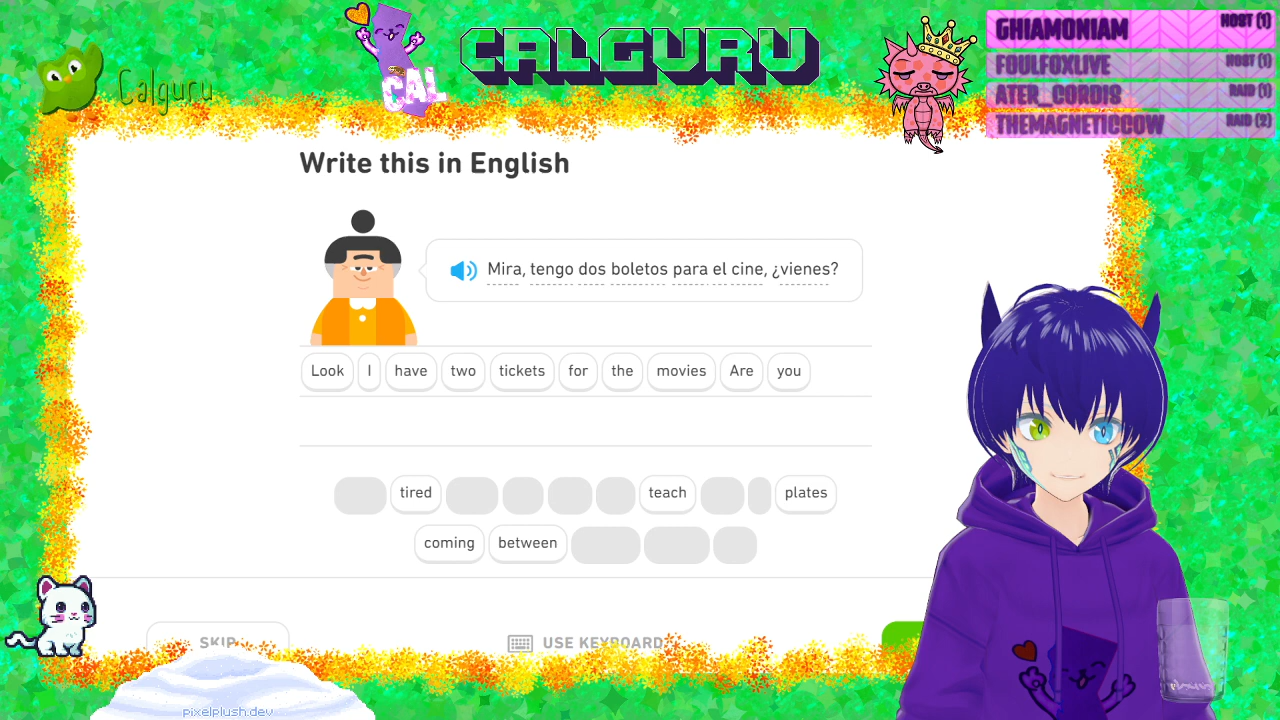 Calguru
CAL
CALGURU
GHIAMONIAM HOST (1)
FOULFOXLIVE HOST (1)
ATER_CORDIS RAID (1)
THEMAGNETICCOW RAID (2)
Write this in English
Mira, tengo dos boletos para el cine, ¿vienes?
Look I have two tickets for the movies Are you
tired teach plates
coming between
SKIP USE KEYBOARD
pixelplush.dev